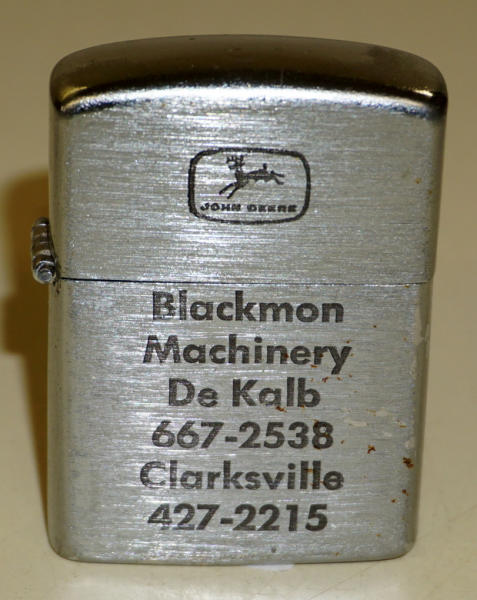 JOHN DEERE
Blackmon
Machinery
De Kalb
667-2538
Clarksville
427-2215